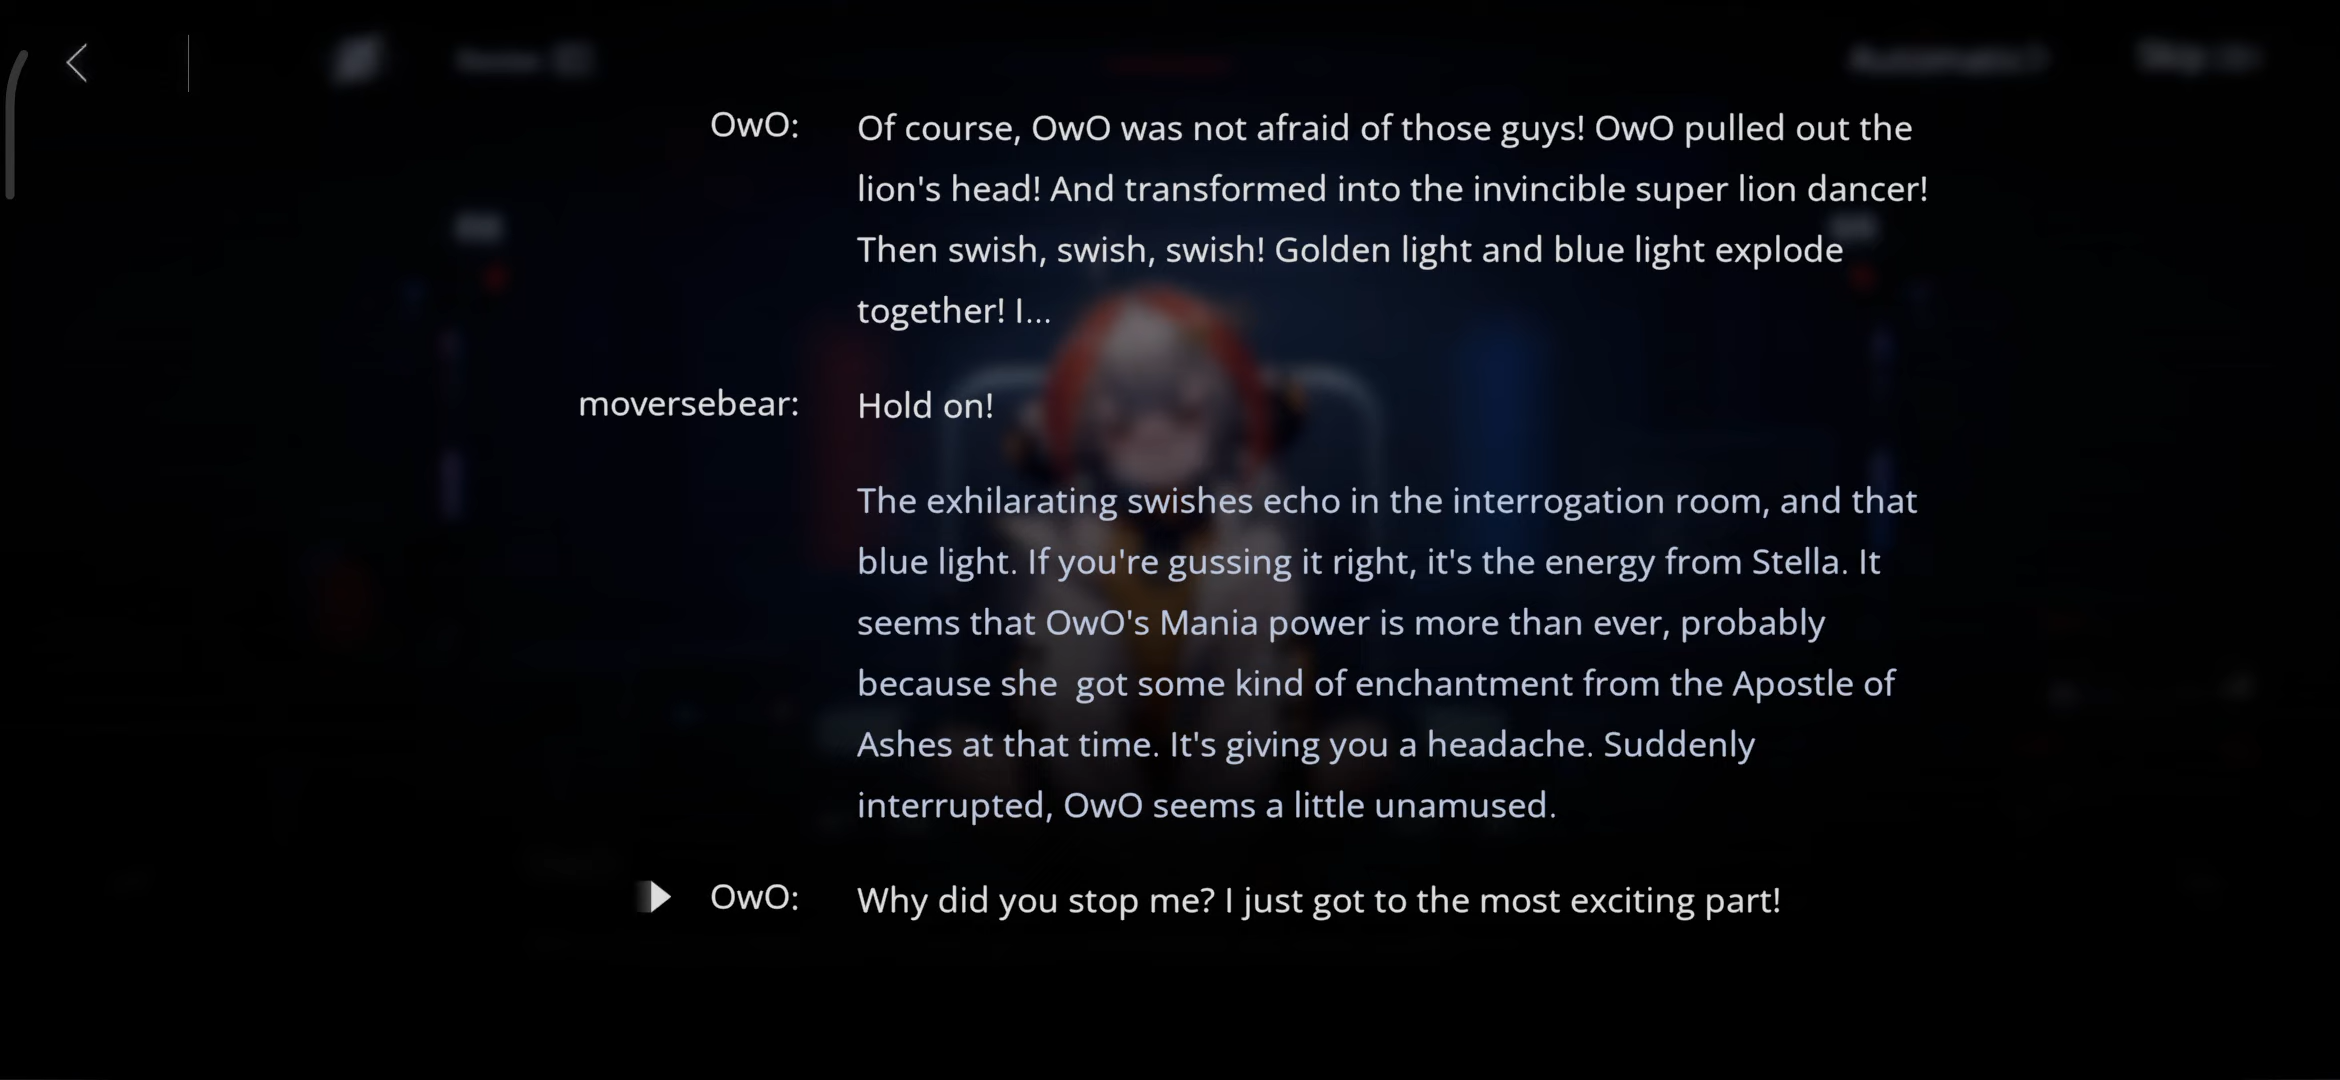 OwO:
Of course, OwO was not afraid of those guys! OwO pulled out the
lion's head! And transformed into the invincible super lion dancer!
Then swish, swish, swish! Golden light and blue light explode
together! I...
moversebear:
Hold on!
The exhilarating swishes echo in the interrogation room, and that
blue light. If you're gussing it right, it's the energy from Stella. It
seems that OwO's Mania power is more than ever, probably
because she  got some kind of enchantment from the Apostle of
Ashes at that time. It's giving you a headache. Suddenly
interrupted, OwO seems a little unamused.
OwO:
Why did you stop me? I just got to the most exciting part!